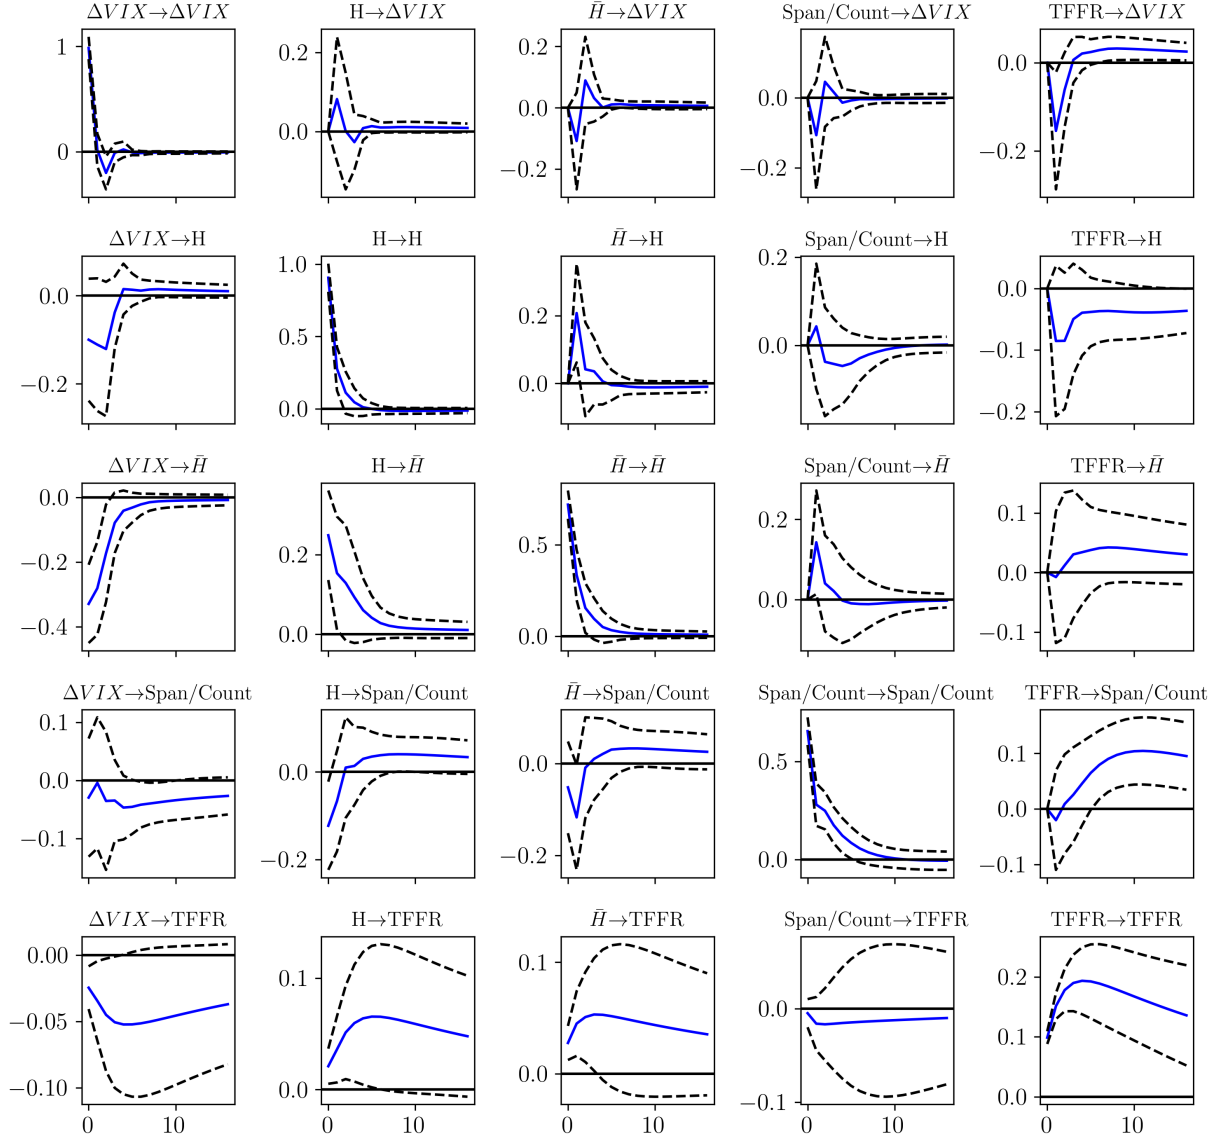 ΔVIX→ΔVIX
H→ΔVIX
H̄→ΔVIX
Span/Count→ΔVIX
TFFR→ΔVIX
1
0
0.2
0.0
0.2
0.0
−0.2
0.0
−0.2
0.0
−0.2
ΔVIX→H
H→H
H̄→H
Span/Count→H
TFFR→H
0.0
−0.2
1.0
0.5
0.0
0.2
0.0
0.2
0.0
0.0
−0.1
−0.2
ΔVIX→H̄
H→H̄
H̄→H̄
Span/Count→H̄
TFFR→H̄
0.0
−0.2
−0.4
0.2
0.0
0.5
0.0
0.2
0.0
0.1
0.0
−0.1
ΔVIX→Span/Count
H→Span/Count
H̄→Span/Count
Span/Count→Span/Count
TFFR→Span/Count
0.1
0.0
−0.1
0.0
−0.2
0.0
−0.2
0.5
0.0
0.1
0.0
−0.1
ΔVIX→TFFR
H→TFFR
H̄→TFFR
Span/Count→TFFR
TFFR→TFFR
0.00
−0.05
−0.10
0.1
0.0
0.1
0.0
0.0
−0.1
0.2
0.1
0.0
0 10
0 10
0 10
0 10
0 10